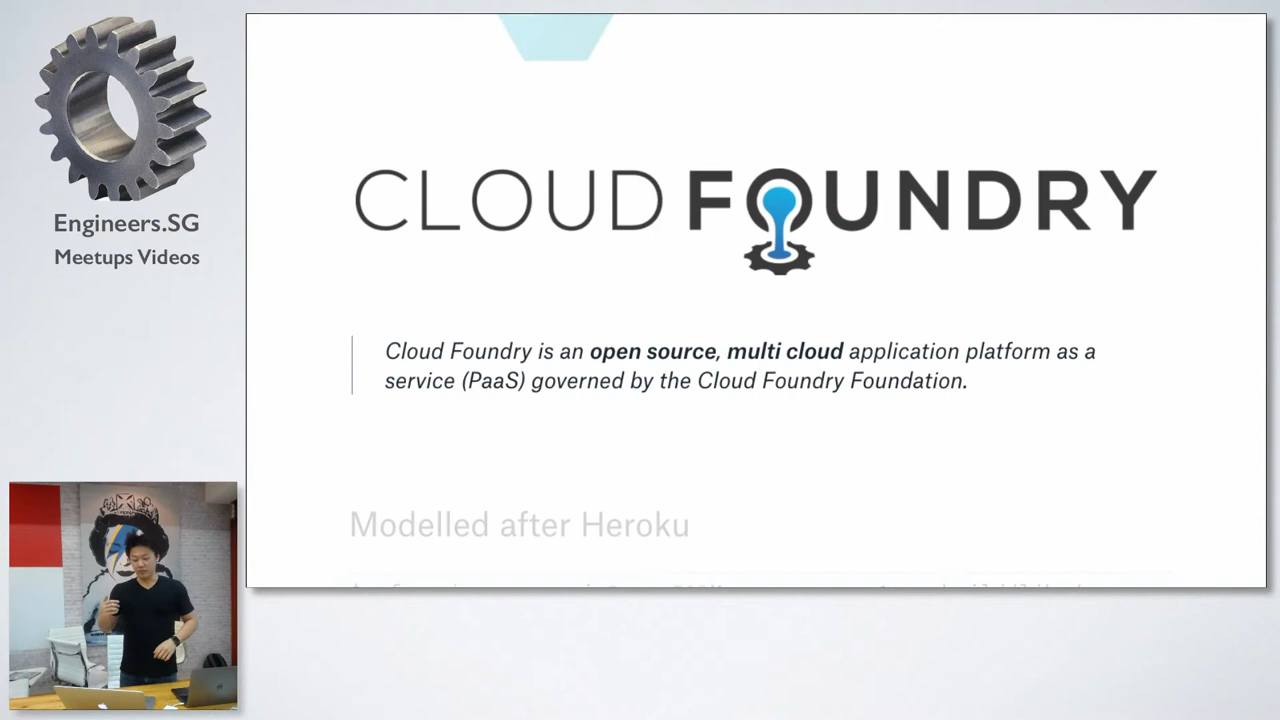 Engineers.SG
Meetups Videos
CLOUD FOUNDRY
Cloud Foundry is an open source, multi cloud application platform as a
service (PaaS) governed by the Cloud Foundry Foundation.
Modelled after Heroku